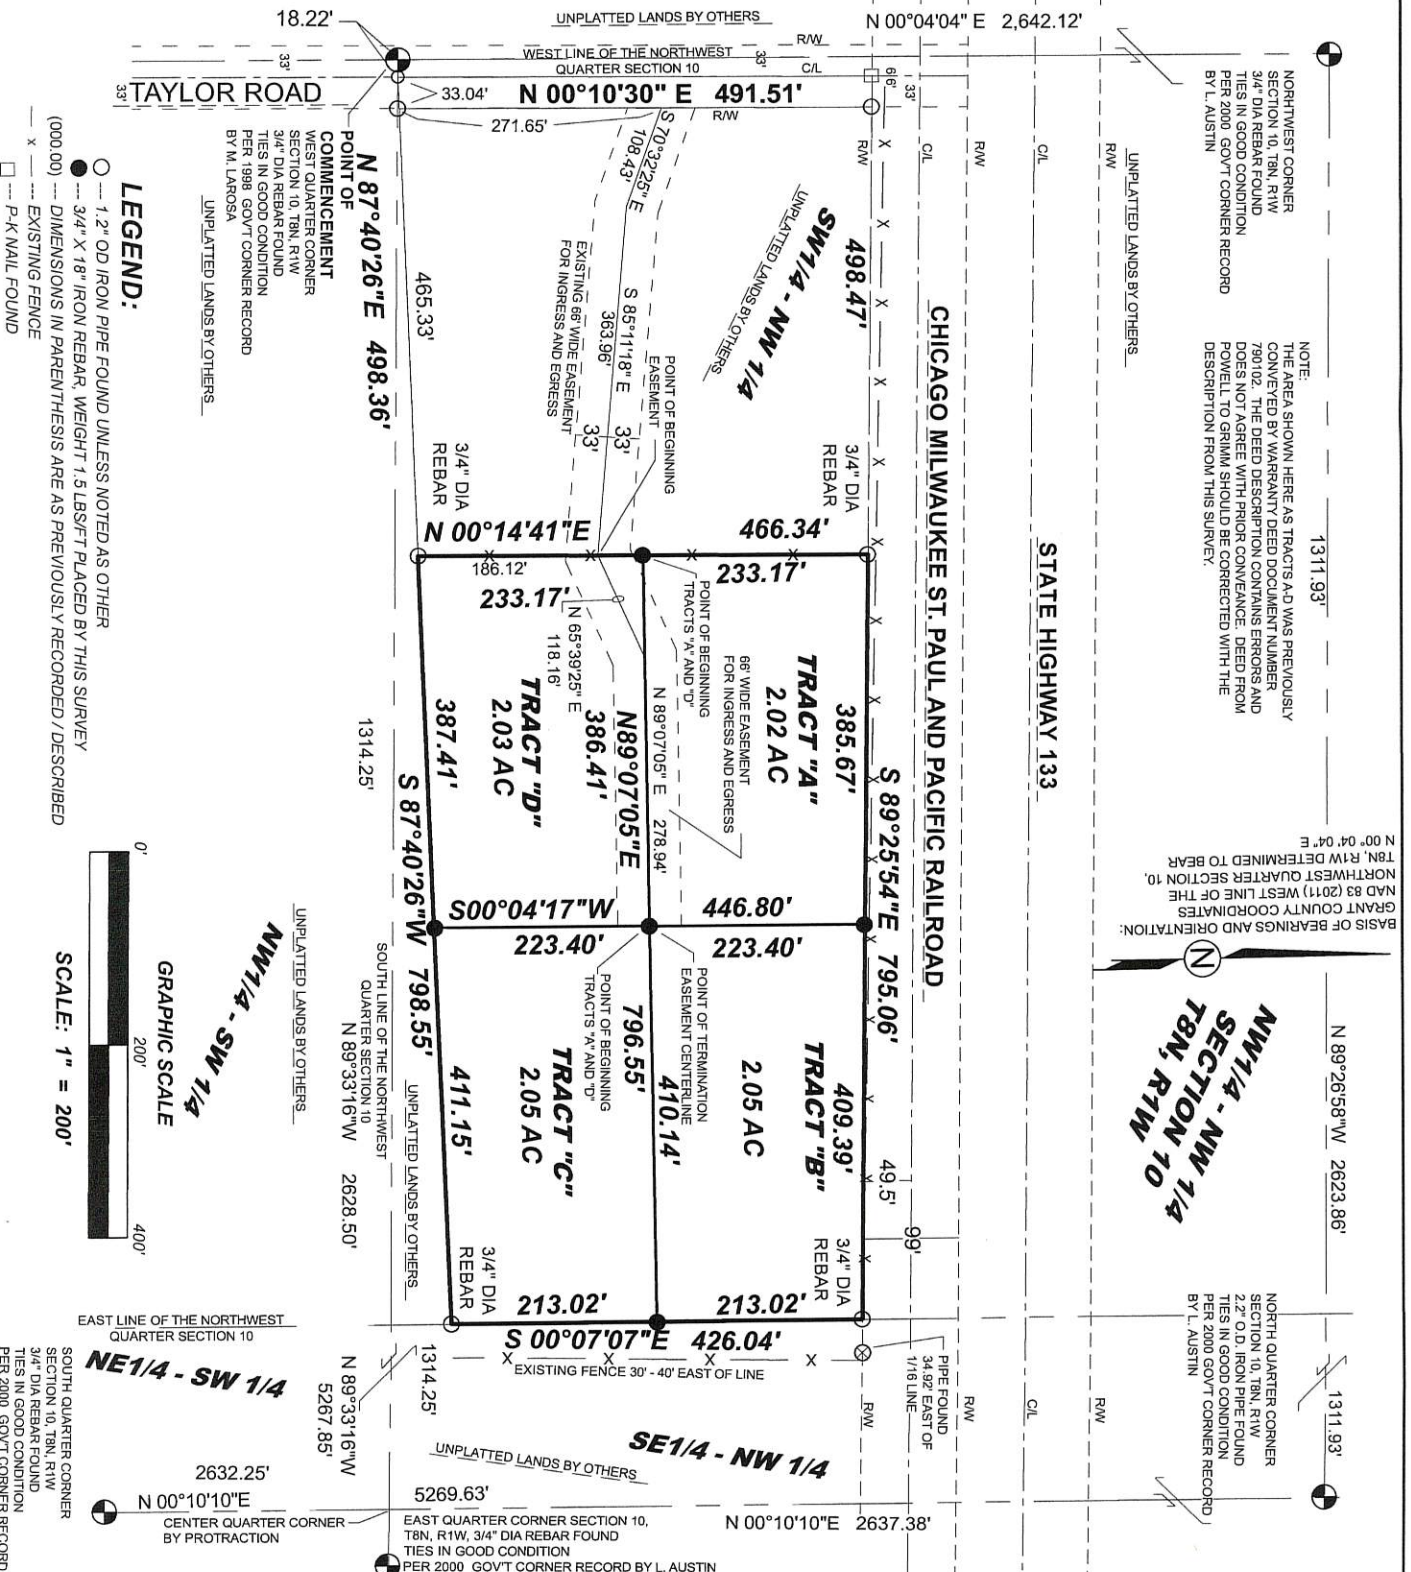 18.22'
UNPLATTED LANDS BY OTHERS
N 00°04'04" E 2,642.12'
R/W
WEST LINE OF THE NORTHWEST
QUARTER SECTION 10
C/L
33'
33'
33'
TAYLOR ROAD
33.04'
N 00°10'30" E 491.51'
R/W
271.65'
66'
33'
NORHTWEST CORNER
SECTION 10, T8N, R1W
3/4" DIA REBAR FOUND
TIES IN GOOD CONDITION
PER 2000 GOV'T CORNER RECORD
BY L. AUSTIN
NOTE:
THE AREA SHOWN HERE AS TRACTS A-D WAS PREVIOUSLY
CONVEYED BY WARRANTY DEED DOCUMENT NUMBER
790102. THE DEED DESCRIPTION CONTAINS ERRORS AND
DOES NOT AGREE WITH PRIOR CONVEANCE. DEED FROM
POWELL TO GRIMM SHOULD BE CORRECTED WITH THE
DESCRIPTION FROM THIS SURVEY.
1311.93'
N 89°26'58"W 2623.86'
1311.93'
UNPLATTED LANDS BY OTHERS
R/W
C/L
R/W
C/L
R/W
STATE HIGHWAY 133
CHICAGO MILWAUKEE ST. PAUL AND PACIFIC RAILROAD
BASIS OF BEARINGS AND ORIENTATION:
GRANT COUNTY COORDINATES
NAD 83 (2011) WEST LINE OF THE
NORTHWEST QUARTER SECTION 10,
T8N, R1W DETERMINED TO BEAR
N 00° 04' 04" E
N
NW1/4 - NW 1/4
SECTION 10
T8N, R1W
NORTH QUARTER CORNER
SECTION 10, T8N, R1W
2.2" O.D. IRON PIPE FOUND
TIES IN GOOD CONDITION
PER 2000 GOV'T CORNER RECORD
BY L. AUSTIN
POINT OF
COMMENCEMENT
WEST QUARTER CORNER
SECTION 10, T8N, R1W
3/4" DIA REBAR FOUND
TIES IN GOOD CONDITION
PER 1998 GOV'T CORNER RECORD
BY M. LAROSA
UNPLATTED LANDS BY OTHERS
N 87°40'26"E 498.36'
465.33'
S 70°32'25" E
108.43'
S 85°11'18" E
363.96'
EXISTING 66' WIDE EASEMENT
FOR INGRESS AND EGRESS
33'
33'
POINT OF BEGINNING
EASEMENT
SW1/4 - NW 1/4
UNPLATTED LANDS BY OTHERS
498.47'
3/4" DIA
REBAR
3/4" DIA
REBAR
N 00°14'41"E
466.34'
186.12'
233.17'
233.17'
POINT OF BEGINNING
TRACTS "A" AND "D"
N 65°39'25" E
118.16'
66' WIDE EASEMENT
FOR INGRESS AND EGRESS
TRACT "A"
2.02 AC
385.67'
S 89°25'54"E 795.06'
TRACT "D"
2.03 AC
387.41'
386.41'
N89°07'05"E
N 89°07'05" E 278.94'
796.55'
S 87°40'26"W 798.55'
1314.25'
S00°04'17"W
446.80'
223.40'
223.40'
POINT OF BEGINNING
TRACTS "A" AND "D"
POINT OF TERMINATION
EASEMENT CENTERLINE
TRACT "B"
2.05 AC
409.39'
410.14'
TRACT "C"
2.05 AC
411.15'
49.5'
99'
3/4" DIA
REBAR
3/4" DIA
REBAR
213.02'
213.02'
S 00°07'07"E 426.04'
EXISTING FENCE 30' - 40' EAST OF LINE
PIPE FOUND
34.92' EAST OF
1/16 LINE
R/W
R/W
C/L
R/W
SOUTH LINE OF THE NORTHWEST
QUARTER SECTION 10
N 89°33'16"W 2628.50'
UNPLATTED LANDS BY OTHERS
UNPLATTED LANDS BY OTHERS
NW1/4 - SW 1/4
LEGEND:
1.2" OD IRON PIPE FOUND UNLESS NOTED AS OTHER
3/4" X 18" IRON REBAR, WEIGHT 1.5 LBS/FT PLACED BY THIS SURVEY
(000.00) --- DIMENSIONS IN PARENTHESIS ARE AS PREVIOUSLY RECORDED / DESCRIBED
x --- EXISTING FENCE
P-K NAIL FOUND
0'
200'
400'
GRAPHIC SCALE
SCALE: 1" = 200'
EAST LINE OF THE NORTHWEST
QUARTER SECTION 10
NE1/4 - SW 1/4
1314.25'
N 89°33'16"W
5267.85'
SE1/4 - NW 1/4
UNPLATTED LANDS BY OTHERS
SOUTH QUARTER CORNER
SECTION 10, T8N, R1W
3/4" DIA REBAR FOUND
TIES IN GOOD CONDITION
PER 2000 GOV'T CORNER RECORD
2632.25'
N 00°10'10"E
CENTER QUARTER CORNER
BY PROTRACTION
5269.63'
EAST QUARTER CORNER SECTION 10,
T8N, R1W, 3/4" DIA REBAR FOUND
TIES IN GOOD CONDITION
PER 2000 GOV'T CORNER RECORD BY L. AUSTIN
N 00°10'10"E 2637.38'